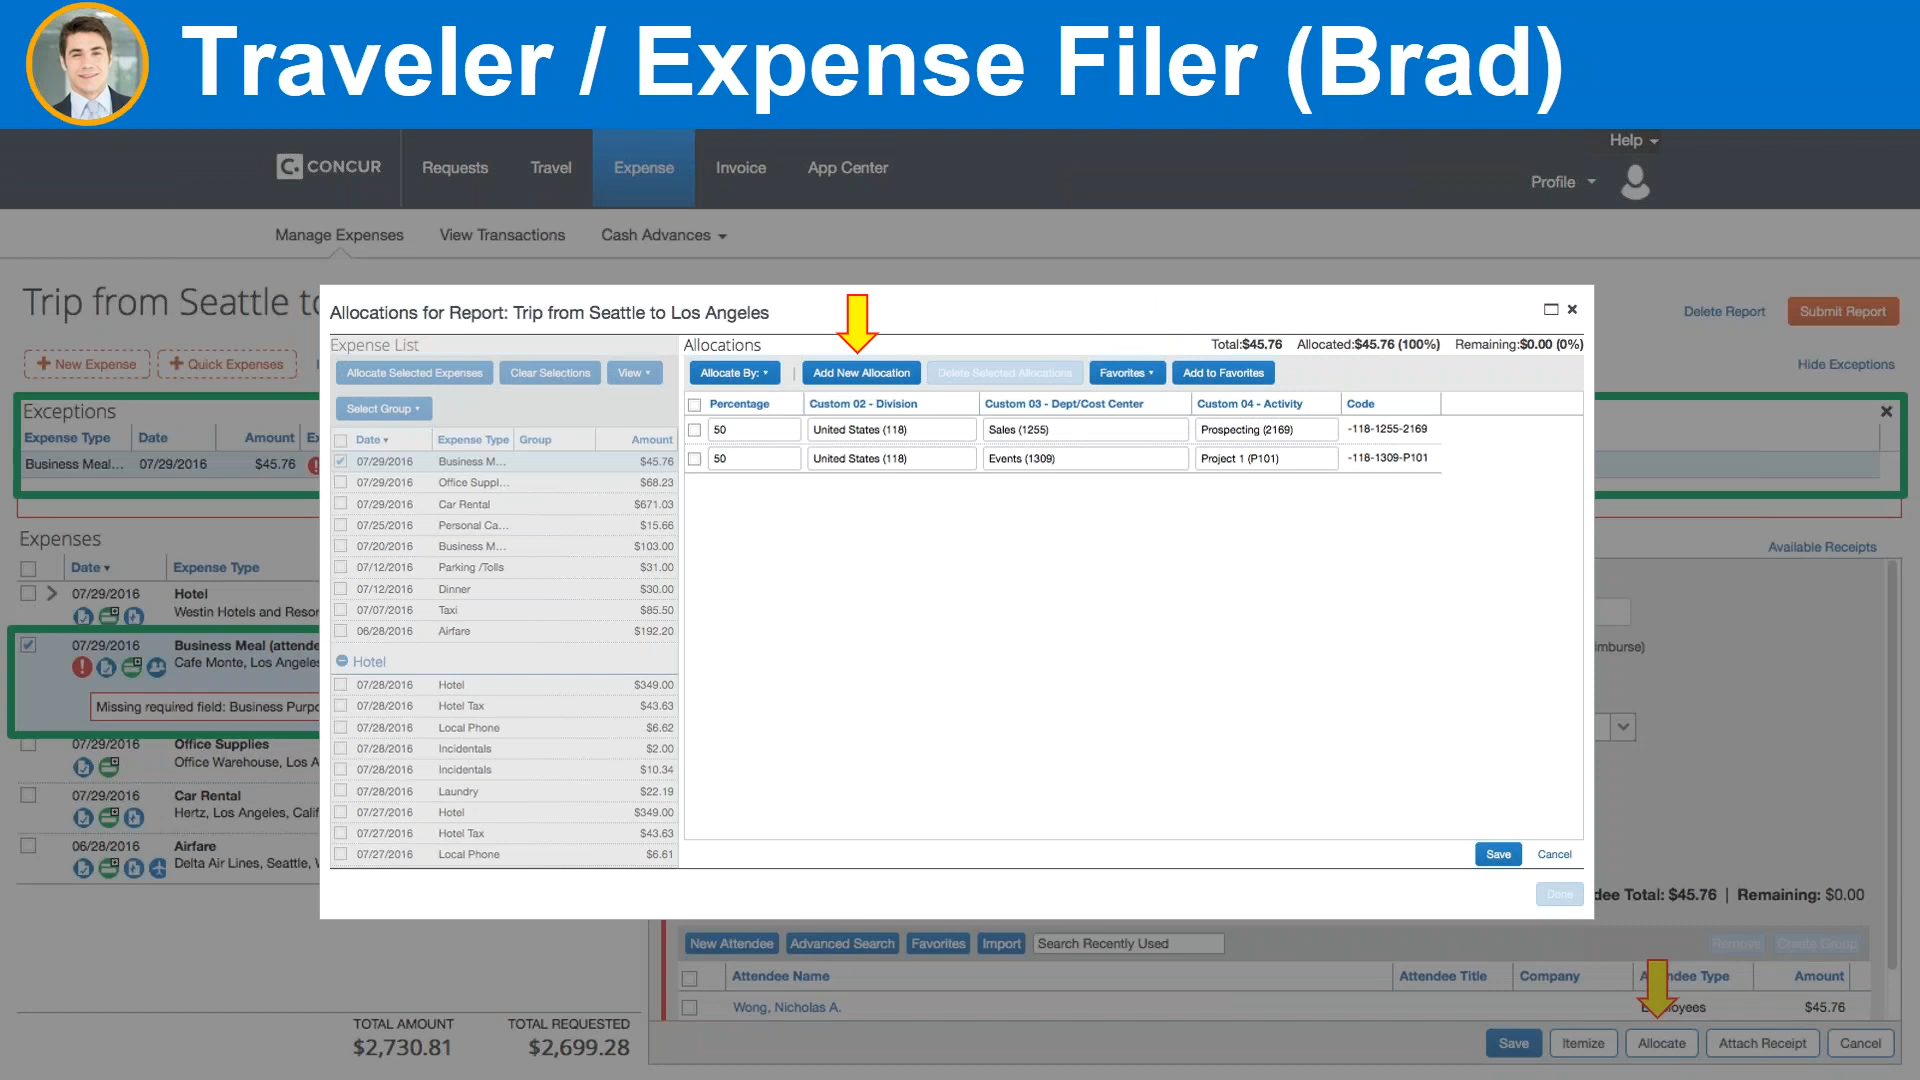 Traveler / Expense Filer (Brad)
Help
C. CONCUR Requests Travel Expense Invoice App Center
Profile
Manage Expenses View Transactions Cash Advances
Trip from Seattle to
Delete Report Submit Report
New Expense Quick Expenses
Hide Exceptions
Exceptions
Expense Type Date Amount
Business Meal... 07/29/2016 $45.76
Expenses
Available Receipts
Date Expense Type
07/29/2016 Hotel
Westin Hotels and Resor
07/29/2016 Business Meal (attende
Cafe Monte, Los Angeles
Missing required field: Business Purpo
07/29/2016 Office Supplies
Office Warehouse, Los A
07/29/2016 Car Rental
Hertz, Los Angeles, Calif
06/28/2016 Airfare
Delta Air Lines, Seattle,
TOTAL AMOUNT TOTAL REQUESTED
$2,730.81 $2,699.28
Allocations for Report: Trip from Seattle to Los Angeles
Expense List
Allocate Selected Expenses Clear Selections View
Select Group
Date Expense Type Group Amount
07/29/2016 Business M... $45.76
07/29/2016 Office Suppl... $68.23
07/29/2016 Car Rental $671.03
07/25/2016 Personal Ca... $15.66
07/20/2016 Business M... $103.00
07/12/2016 Parking /Tolls $31.00
07/12/2016 Dinner $30.00
07/07/2016 Taxi $85.50
06/28/2016 Airfare $192.20
Hotel
07/28/2016 Hotel $349.00
07/28/2016 Hotel Tax $43.63
07/28/2016 Local Phone $6.62
07/28/2016 Incidentals $2.00
07/28/2016 Incidentals $10.34
07/28/2016 Laundry $22.19
07/27/2016 Hotel $349.00
07/27/2016 Hotel Tax $43.63
07/27/2016 Local Phone $6.61
Allocations Total:$45.76 Allocated:$45.76 (100%) Remaining:$0.00 (0%)
Allocate By: | Add New Allocation Delete Selected Allocations Favorites Add to Favorites
Percentage Custom 02 - Division Custom 03 - Dept/Cost Center Custom 04 - Activity Code
50 United States (118) Sales (1255) Prospecting (2169) -118-1255-2169
50 United States (118) Events (1309) Project 1 (P101) -118-1309-P101
Save Cancel
Done
imburse)
dee Total: $45.76 | Remaining: $0.00
New Attendee Advanced Search Favorites Import Search Recently Used Remove Create Group
Attendee Name Attendee Title Company Type Amount
Wong, Nicholas A. $45.76
Save Itemize Allocate Attach Receipt Cancel